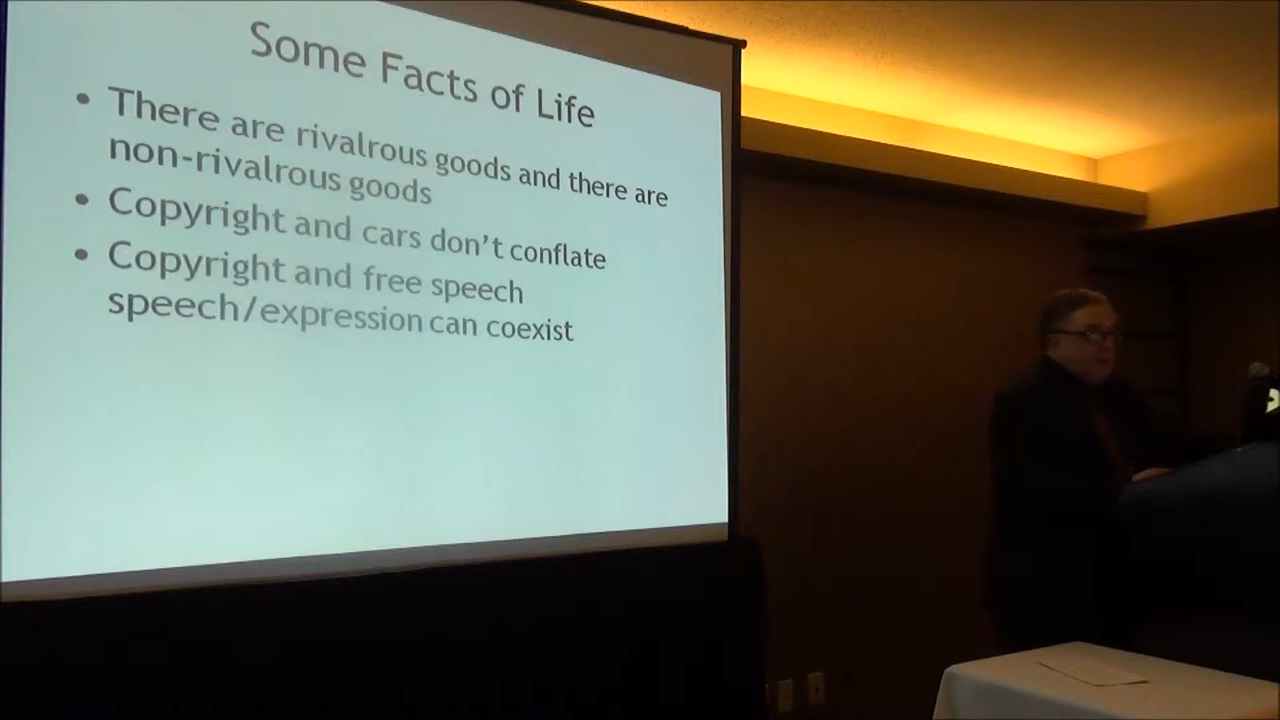 Some Facts of Life
• There are rivalrous goods and there are
non-rivalrous goods
• Copyright and cars don’t conflate
• Copyright and free speech
speech/expression can coexist